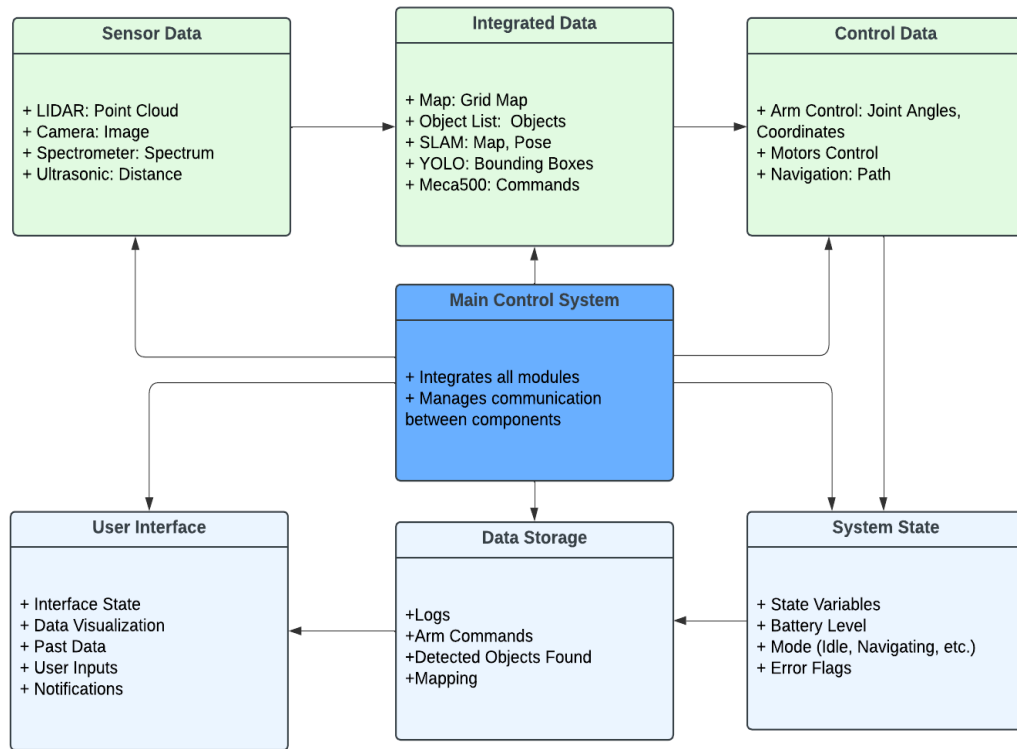 Sensor Data
+ LIDAR: Point Cloud
+ Camera: Image
+ Spectrometer: Spectrum
+ Ultrasonic: Distance
Integrated Data
+ Map: Grid Map
+ Object List:  Objects
+ SLAM: Map, Pose
+ YOLO: Bounding Boxes
+ Meca500: Commands
Control Data
+ Arm Control: Joint Angles,
Coordinates
+ Motors Control
+ Navigation: Path
Main Control System
+ Integrates all modules
+ Manages communication
between components
User Interface
+ Interface State
+ Data Visualization
+ Past Data
+ User Inputs
+ Notifications
Data Storage
+Logs
+Arm Commands
+Detected Objects Found
+Mapping
System State
+ State Variables
+ Battery Level
+ Mode (Idle, Navigating, etc.)
+ Error Flags